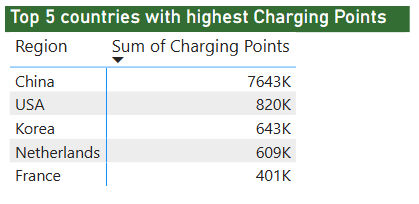 Top 5 countries with highest Charging Points
Region Sum of Charging Points
China 7643K
USA 820K
Korea 643K
Netherlands 609K
France 401K